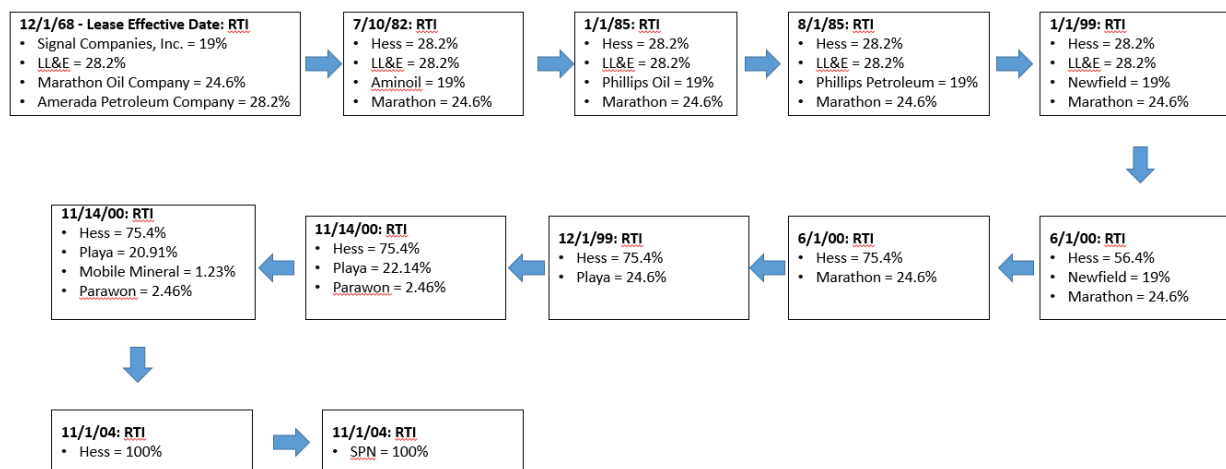 12/1/68 - Lease Effective Date: RTI
• Signal Companies, Inc. = 19%
• LL&E = 28.2%
• Marathon Oil Company = 24.6%
• Amerada Petroleum Company = 28.2%
7/10/82: RTI
• Hess = 28.2%
• LL&E = 28.2%
• Aminoil = 19%
• Marathon = 24.6%
1/1/85: RTI
• Hess = 28.2%
• LL&E = 28.2%
• Phillips Oil = 19%
• Marathon = 24.6%
8/1/85: RTI
• Hess = 28.2%
• LL&E = 28.2%
• Phillips Petroleum = 19%
• Marathon = 24.6%
1/1/99: RTI
• Hess = 28.2%
• LL&E = 28.2%
• Newfield = 19%
• Marathon = 24.6%
6/1/00: RTI
• Hess = 56.4%
• Newfield = 19%
• Marathon = 24.6%
6/1/00: RTI
• Hess = 75.4%
• Marathon = 24.6%
12/1/99: RTI
• Hess = 75.4%
• Playa = 24.6%
11/14/00: RTI
• Hess = 75.4%
• Playa = 22.14%
• Parawon = 2.46%
11/14/00: RTI
• Hess = 75.4%
• Playa = 20.91%
• Mobile Mineral = 1.23%
• Parawon = 2.46%
11/1/04: RTI
• Hess = 100%
11/1/04: RTI
• SPN = 100%